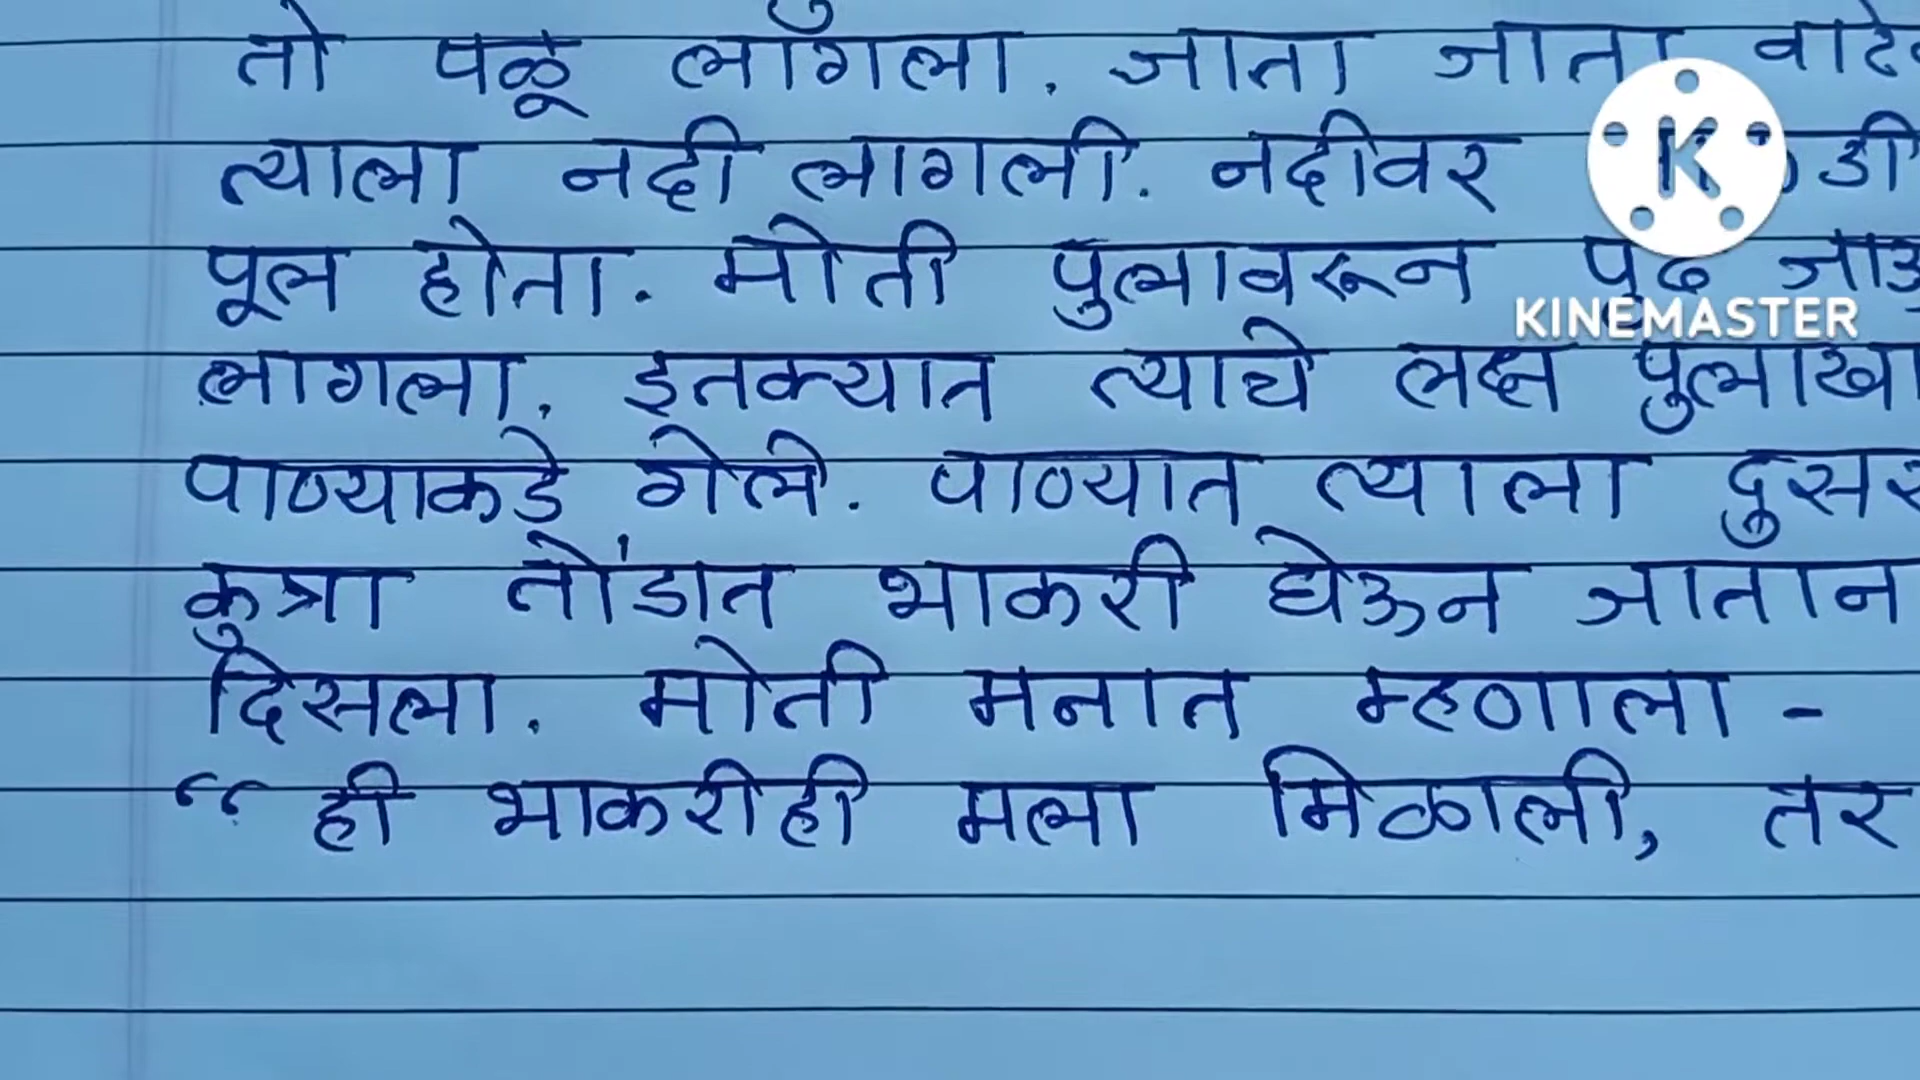 तो पळू लागला. जाता जाता
त्याला नदी लागली. नदीवर
पूल होता. मोती पुलावरून पुढे
KINEMASTER
लागला. इतक्यात त्याचे लक्ष
पाण्याकडे गेले. पाण्यात त्याला
कुत्रा तोंडात भाकरी घेऊन
दिसला. मोती मनात म्हणाला -
“ ही भाकरीही मला मिळाली, तर